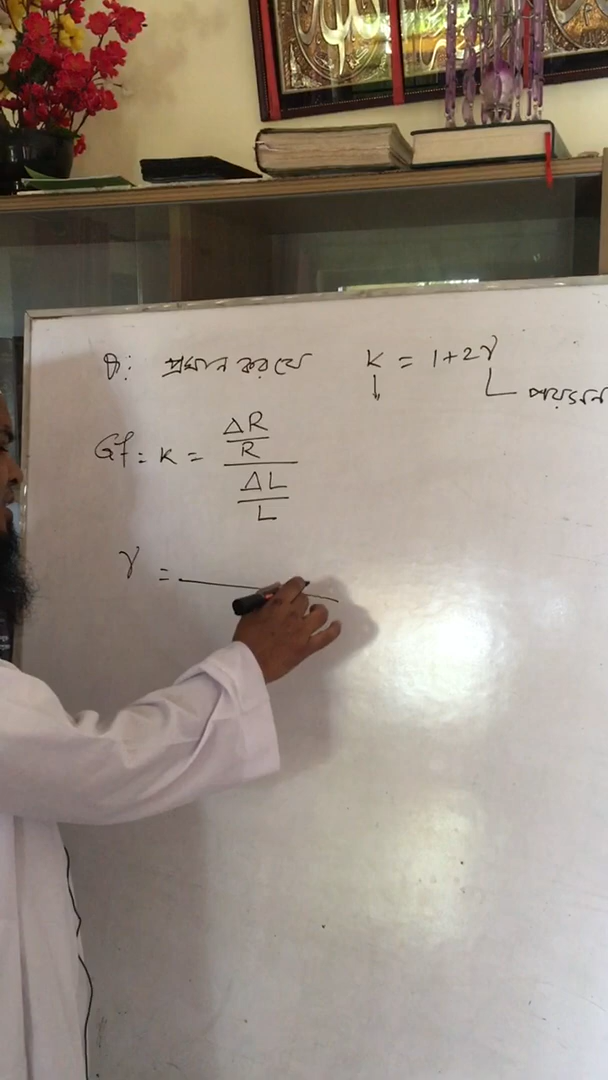 প্রমান কর যে K = 1+2γ
Gf = K = ΔR/R / ΔL/L
γ =